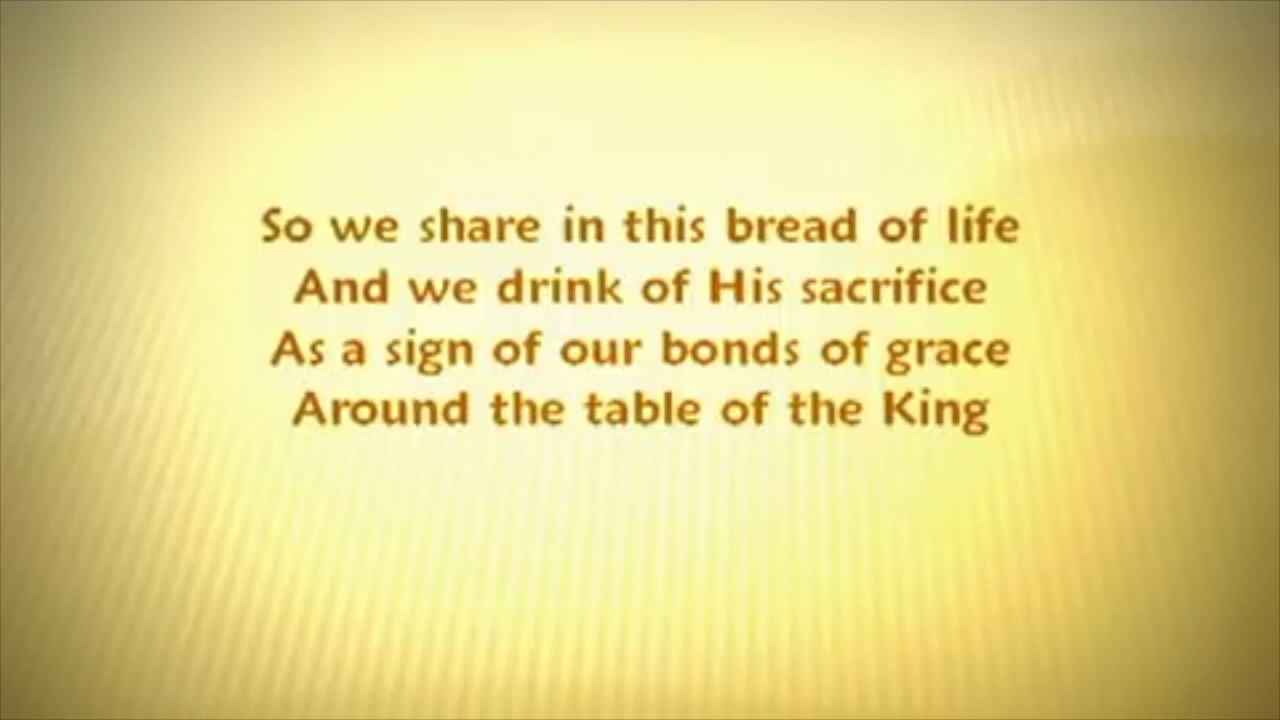 So we share in this bread of life
And we drink of His sacrifice
As a sign of our bonds of grace
Around the table of the King